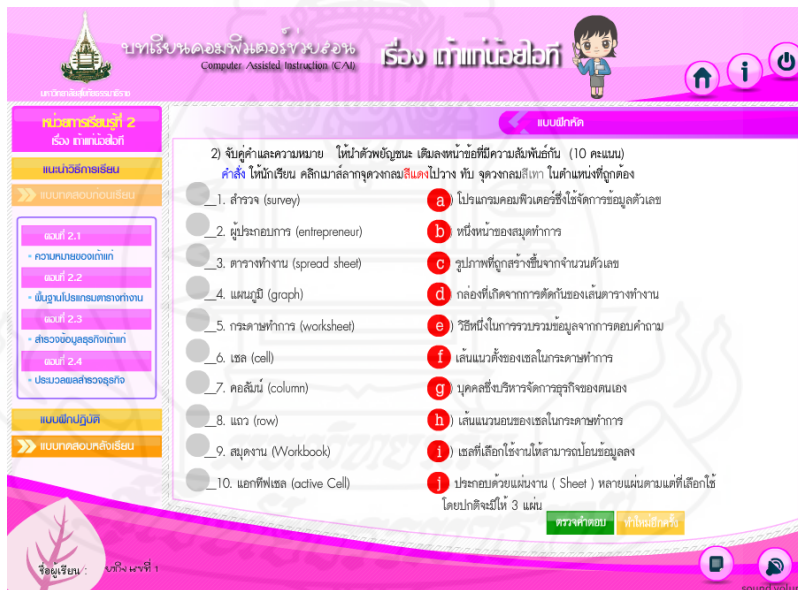 บทเรียนคอมพิวเตอร์ช่วยสอน
Computer Assisted Instruction (CAI)
เรื่อง เถ้าแก่น้อยไอที
มหาวิทยาลัยสุโขทัยธรรมาธิราช
หน่วยการเรียนรู้ที่ 2
เรื่อง เถ้าแก่น้อยไอที
แนะนำวิธีการเรียน
แบบทดสอบก่อนเรียน
ตอนที่ 2.1
ความหมายของเถ้าแก่
ตอนที่ 2.2
พื้นฐานโปรแกรมตารางทำงาน
ตอนที่ 2.3
สำรวจข้อมูลธุรกิจเถ้าแก่
ตอนที่ 2.4
ประมวลผลสำรวจธุรกิจ
แบบฝึกปฏิบัติ
แบบทดสอบหลังเรียน
แบบฝึกหัด
2) จับคู่คำและความหมาย ให้นำตัวพยัญชนะ เติมลงหน้าข้อที่มีความสัมพันธ์กัน (10 คะแนน)
คำสั่ง ให้นักเรียน คลิกเมาส์ลากจุดวงกลมสีแดงไปวาง ทับ จุดวงกลมสีเทา ในตำแหน่งที่ถูกต้อง
__1. สำรวจ (survey) a) โปรแกรมคอมพิวเตอร์ซึ่งใช้จัดการข้อมูลตัวเลข
__2. ผู้ประกอบการ (entrepreneur) b) หนึ่งหน้าของสมุดทำการ
__3. ตารางทำงาน (spread sheet) c) รูปภาพที่ถูกสร้างขึ้นจากจำนวนตัวเลข
__4. แผนภูมิ (graph) d) กล่องที่เกิดจากการตัดกันของเส้นตารางทำงาน
__5. กระดาษทำการ (worksheet) e) วิธีหนึ่งในการรวบรวมข้อมูลจากการตอบคำถาม
__6. เซล (cell) f) เส้นแนวตั้งของเซลในกระดาษทำการ
__7. คอลัมน์ (column) g) บุคคลซึ่งบริหารจัดการธุรกิจของตนเอง
__8. แถว (row) h) เส้นแนวนอนของเซลในกระดาษทำการ
__9. สมุดงาน (Workbook) i) เซลที่เลือกใช้งานให้สามารถป้อนข้อมูลลง
__10. แอกทีฟเซล (active Cell) j) ประกอบด้วยแผ่นงาน ( Sheet ) หลายแผ่นตามแต่ที่เลือกใช้
โดยปกติจะมีให้ 3 แผ่น
ตรวจคำตอบ ทำใหม่อีกครั้ง
ชื่อผู้เรียน :